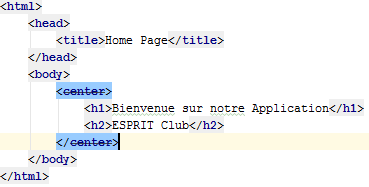 <html>
<head>
<title>Home Page</title>
</head>
<body>
<center>
<h1>Bienvenue sur notre Application</h1>
<h2>ESPRIT Club</h2>
</center>
</body>
</html>